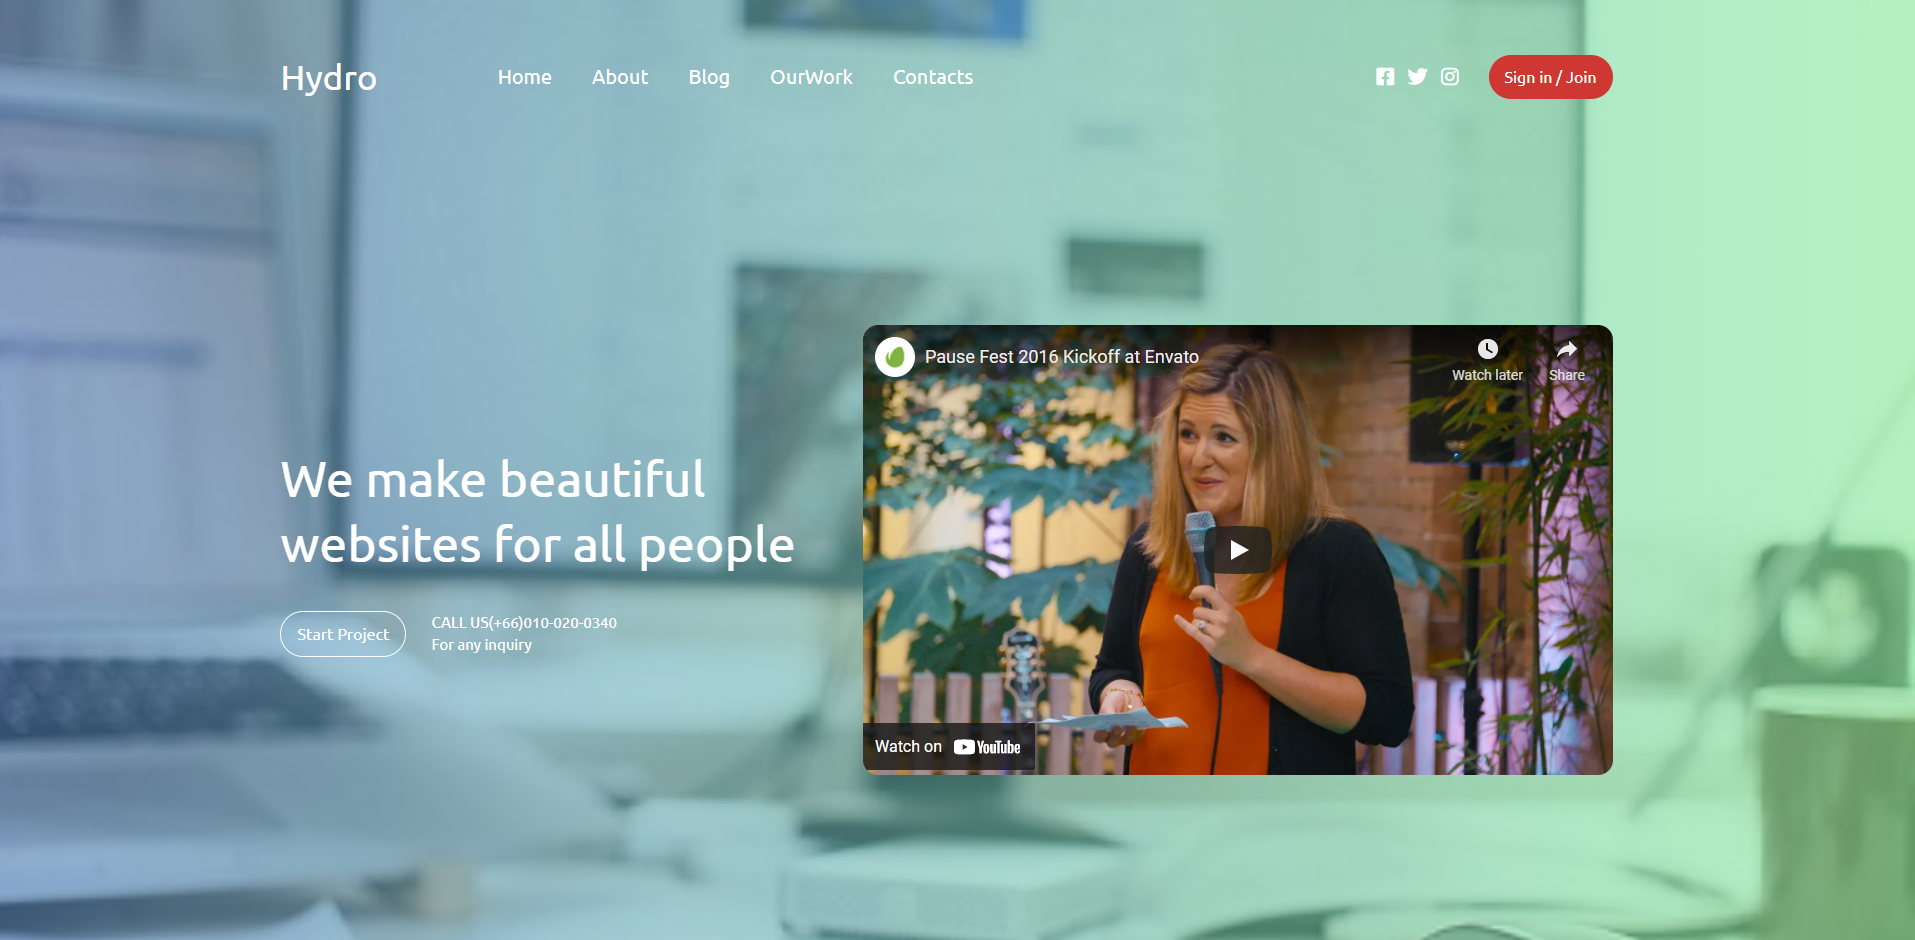 Hydro
Home About Blog OurWork Contacts
Sign in / Join
Pause Fest 2016 Kickoff at Envato
Watch later
Share
We make beautiful
websites for all people
Start Project
CALL US(+66)010-020-0340
For any inquiry
Watch on YouTube